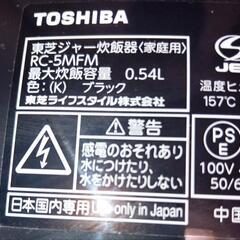 TOSHIBA
東芝ジャー炊飯器〈家庭用〉
RC-5MFM
最大炊飯容量 0.54L
色：(K) ブラック
東芝ライフスタイル株式会社
温度ヒ
157℃
警告
感電のおそれあり
水につけたり、
水をかけたりしない
PS
E
100V
50/6
日本国内専用 Use only in Japan
中国